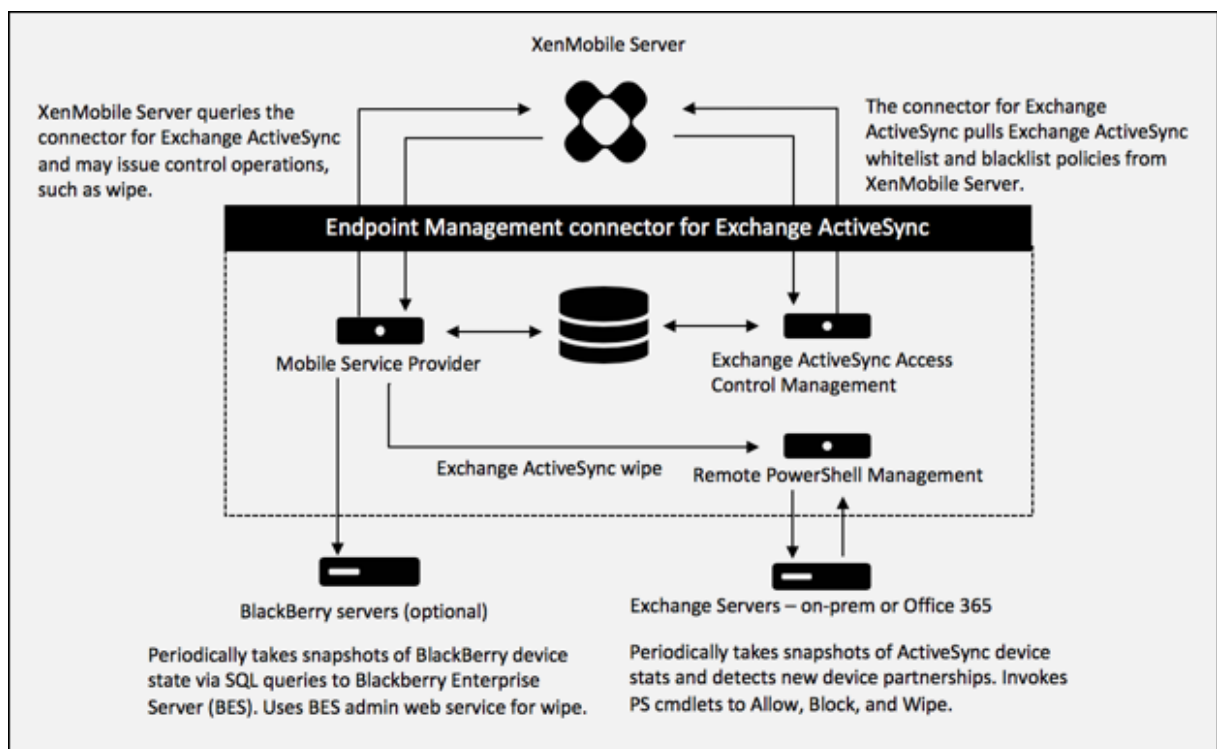 XenMobile Server
XenMobile Server queries the
connector for Exchange ActiveSync
and may issue control operations,
such as wipe.
The connector for Exchange
ActiveSync pulls Exchange ActiveSync
whitelist and blacklist policies from
XenMobile Server.
Endpoint Management connector for Exchange ActiveSync
Mobile Service Provider
Exchange ActiveSync Access
Control Management
Exchange ActiveSync wipe
Remote PowerShell Management
BlackBerry servers (optional)
Periodically takes snapshots of BlackBerry device
state via SQL queries to Blackberry Enterprise
Server (BES). Uses BES admin web service for wipe.
Exchange Servers – on-prem or Office 365
Periodically takes snapshots of ActiveSync device
stats and detects new device partnerships. Invokes
PS cmdlets to Allow, Block, and Wipe.